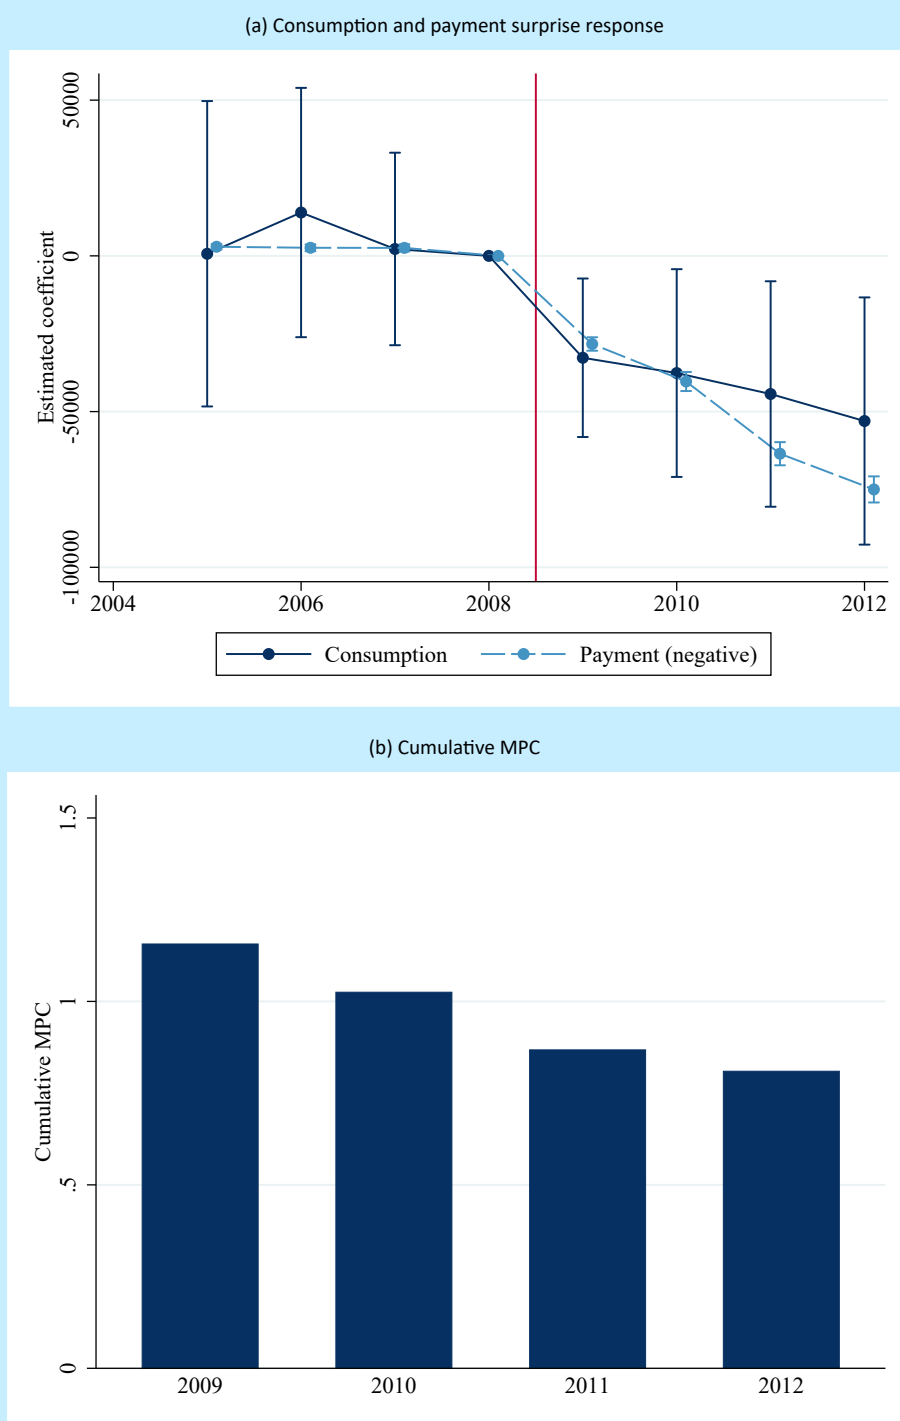 (a) Consumption and payment surprise response
Estimated coefficient
50000
0
-50000
-100000
2004 2006 2008 2010 2012
Consumption Payment (negative)
(b) Cumulative MPC
Cumulative MPC
1.5
1
.5
0
2009 2010 2011 2012